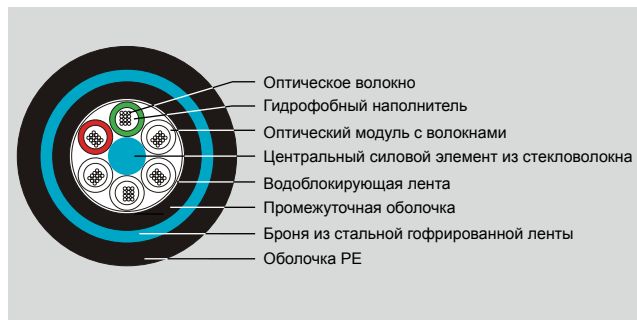 Оптическое волокно
Гидрофобный наполнитель
Оптический модуль с волокнами
Центральный силовой элемент из стекловолокна
Водоблокирующая лента
Промежуточная оболочка
Броня из стальной гофрированной ленты
Оболочка PE